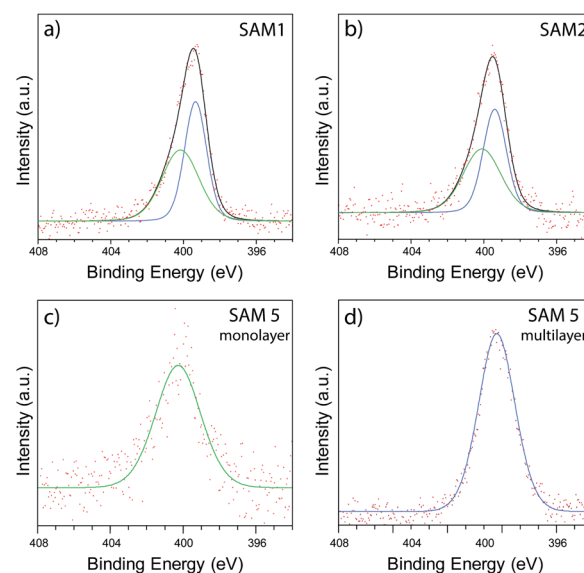 a) SAM1
Intensity (a.u.)
408 404 400 396
Binding Energy (eV)
b) SAM2
Intensity (a.u.)
408 404 400 396
Binding Energy (eV)
c) SAM 5
monolayer
Intensity (a.u.)
408 404 400 396
Binding Energy (eV)
d) SAM 5
multilayer
Intensity (a.u.)
408 404 400 396
Binding Energy (eV)